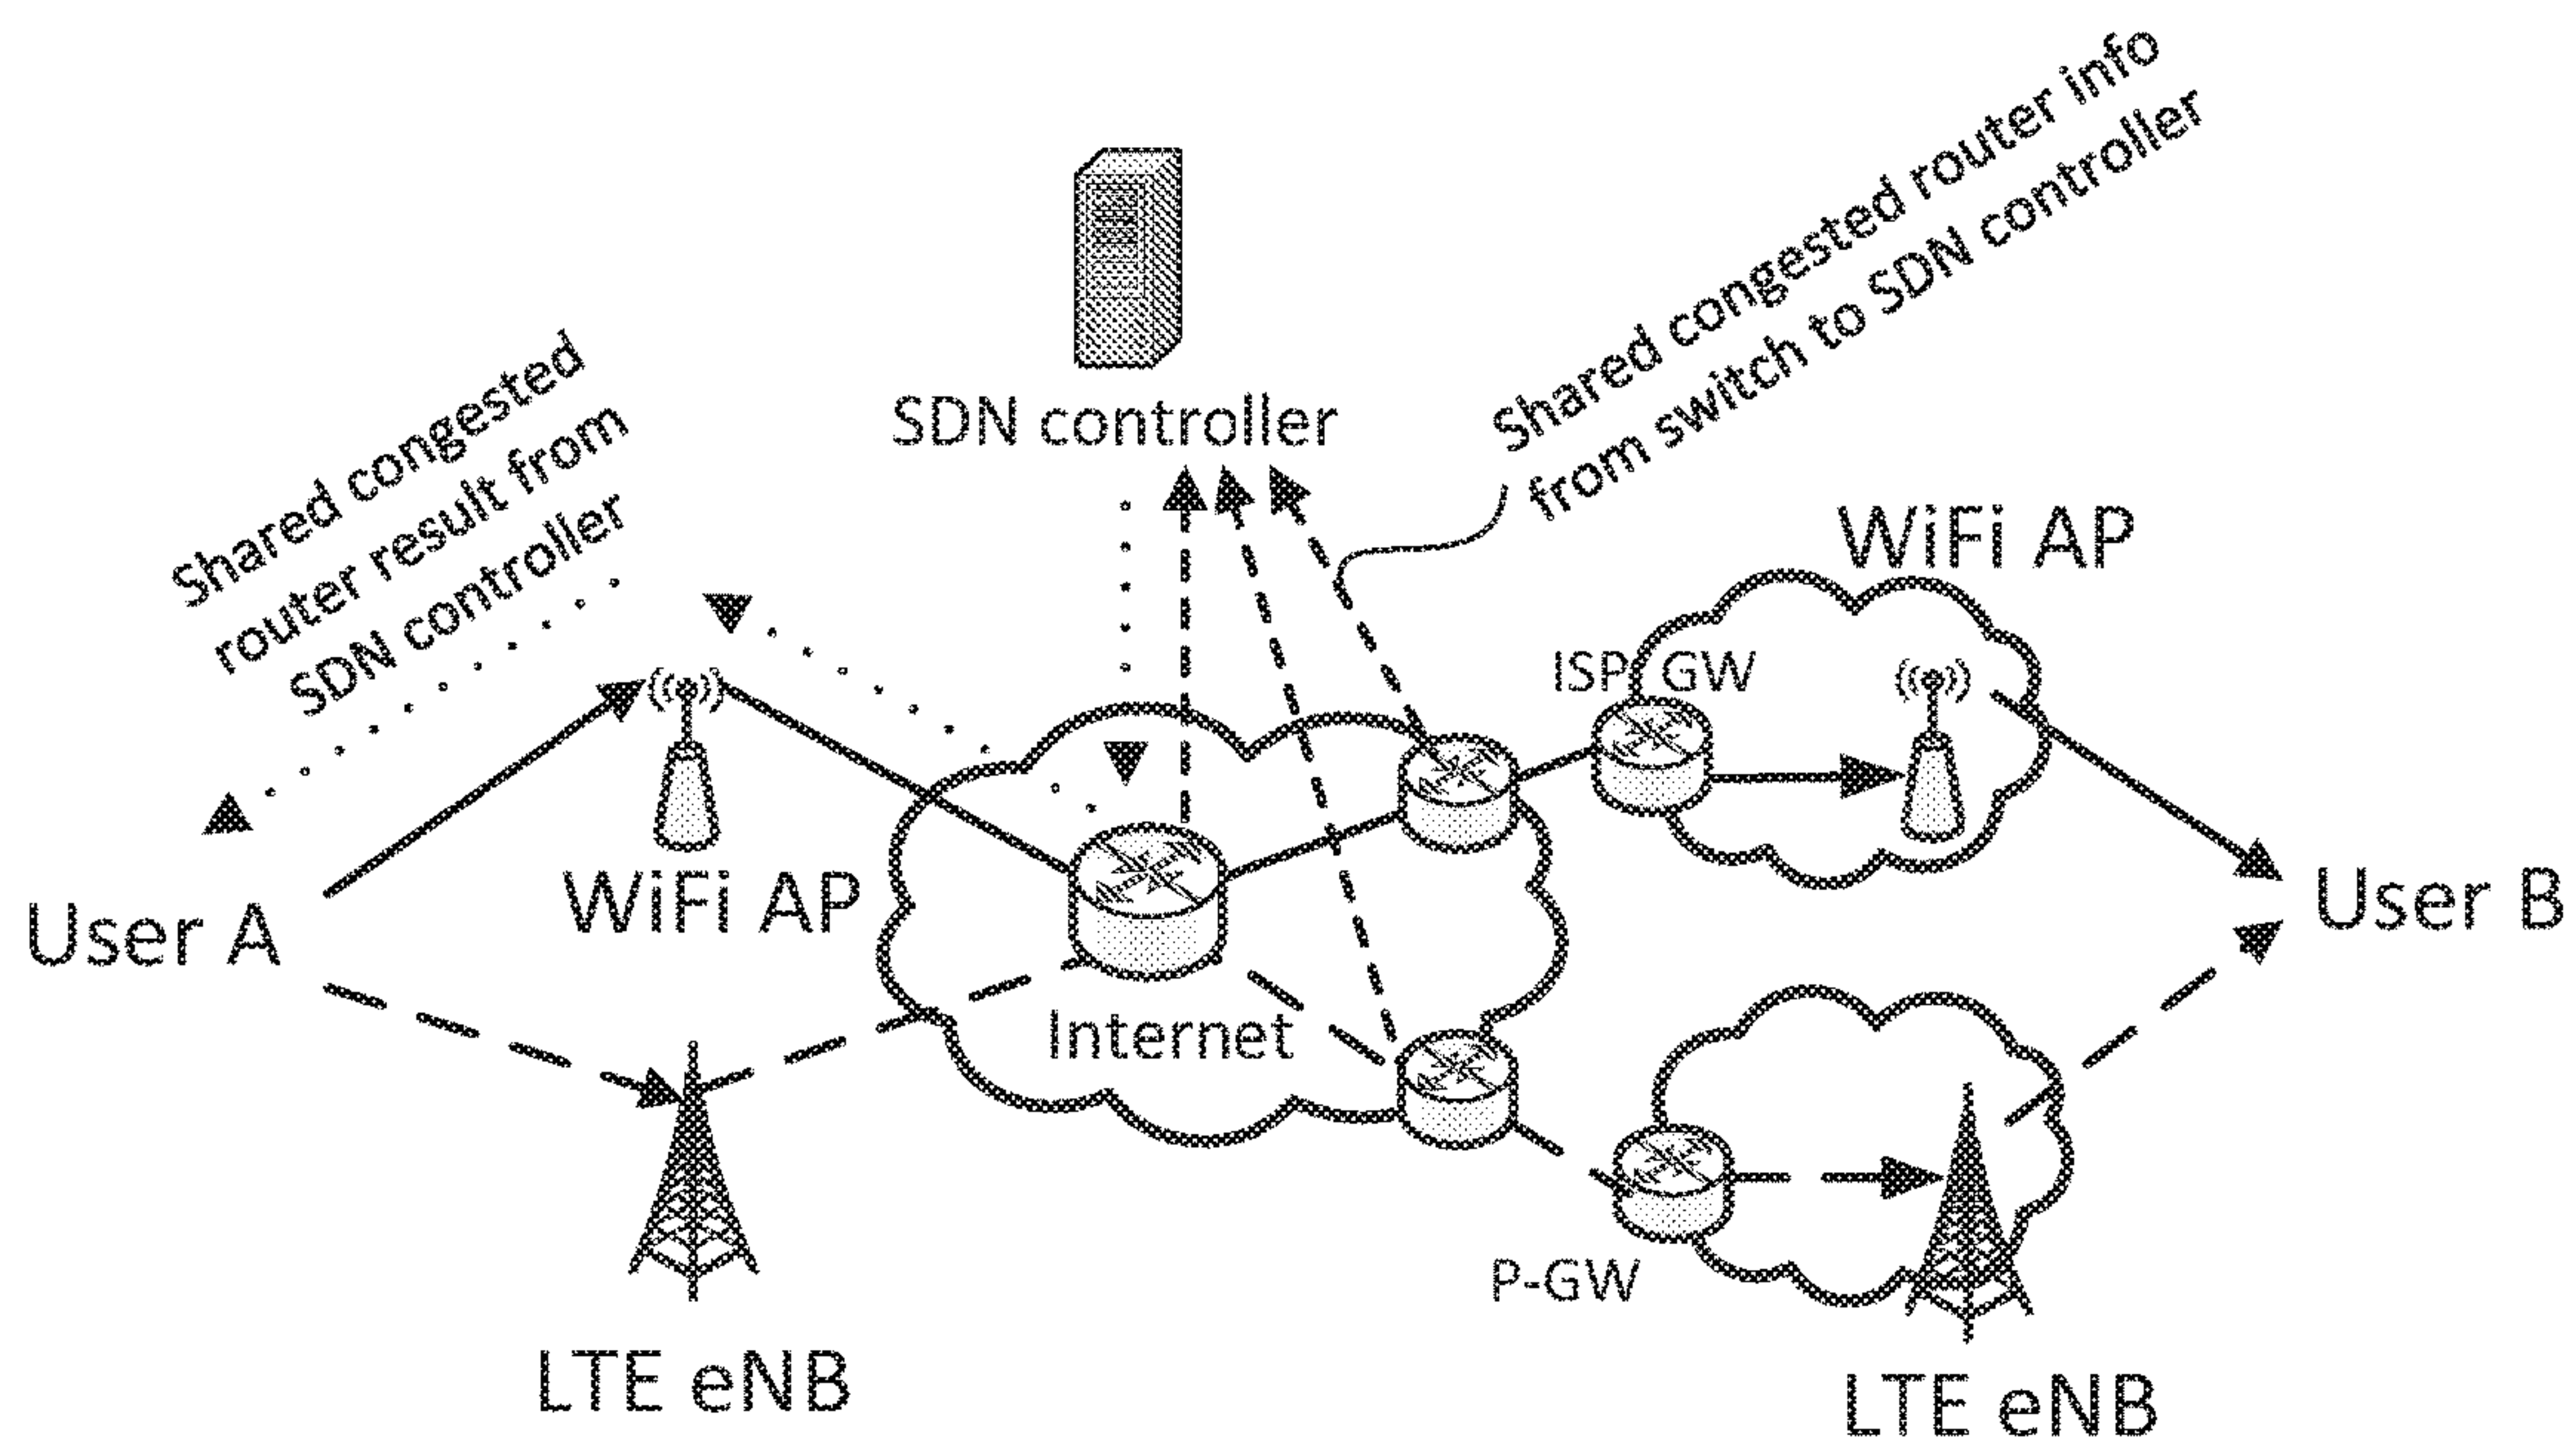 Shared congested router info
from switch to SDN controller
Shared congested
router result from
SDN controller
SDN controller
WiFi AP
ISP GW
WiFi AP
User A
User B
Internet
P-GW
LTE eNB
LTE eNB